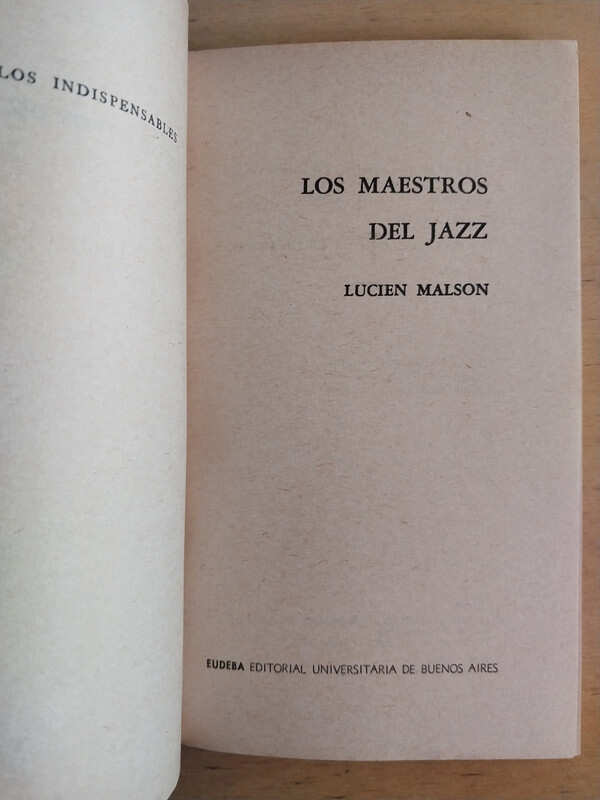 LOS INDISPENSABLES
LOS MAESTROS
DEL JAZZ
LUCIEN MALSON
EUDEBA EDITORIAL UNIVERSITARIA DE BUENOS AIRES